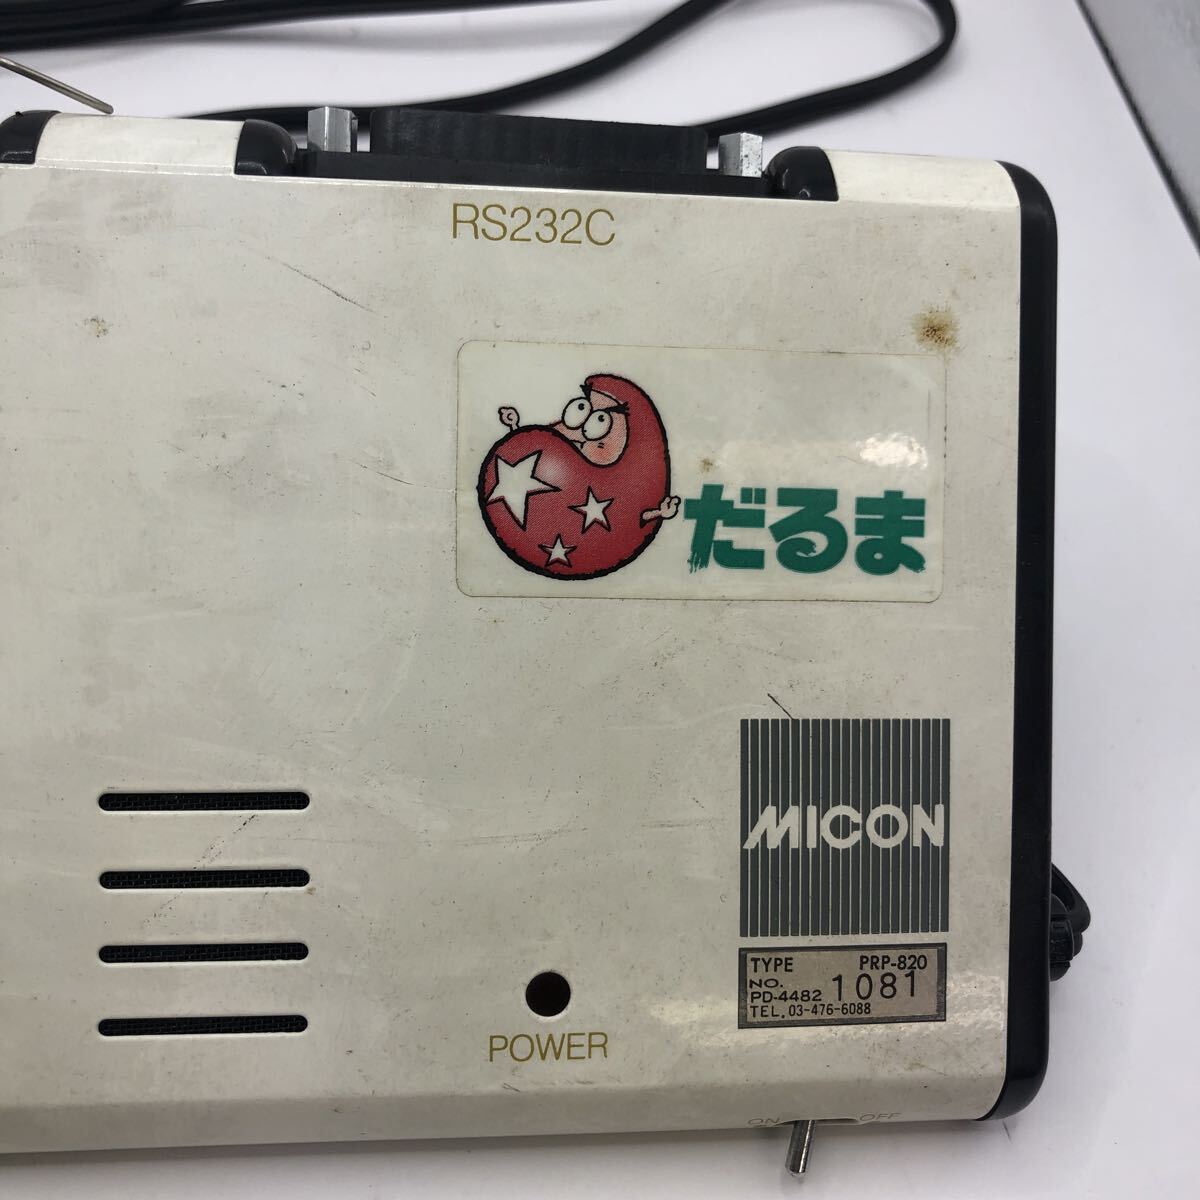 RS232C
だるま
MICON
TYPE PRP-820
NO. 1081
PD-4482
TEL. 03-476-6088
POWER
ON OFF